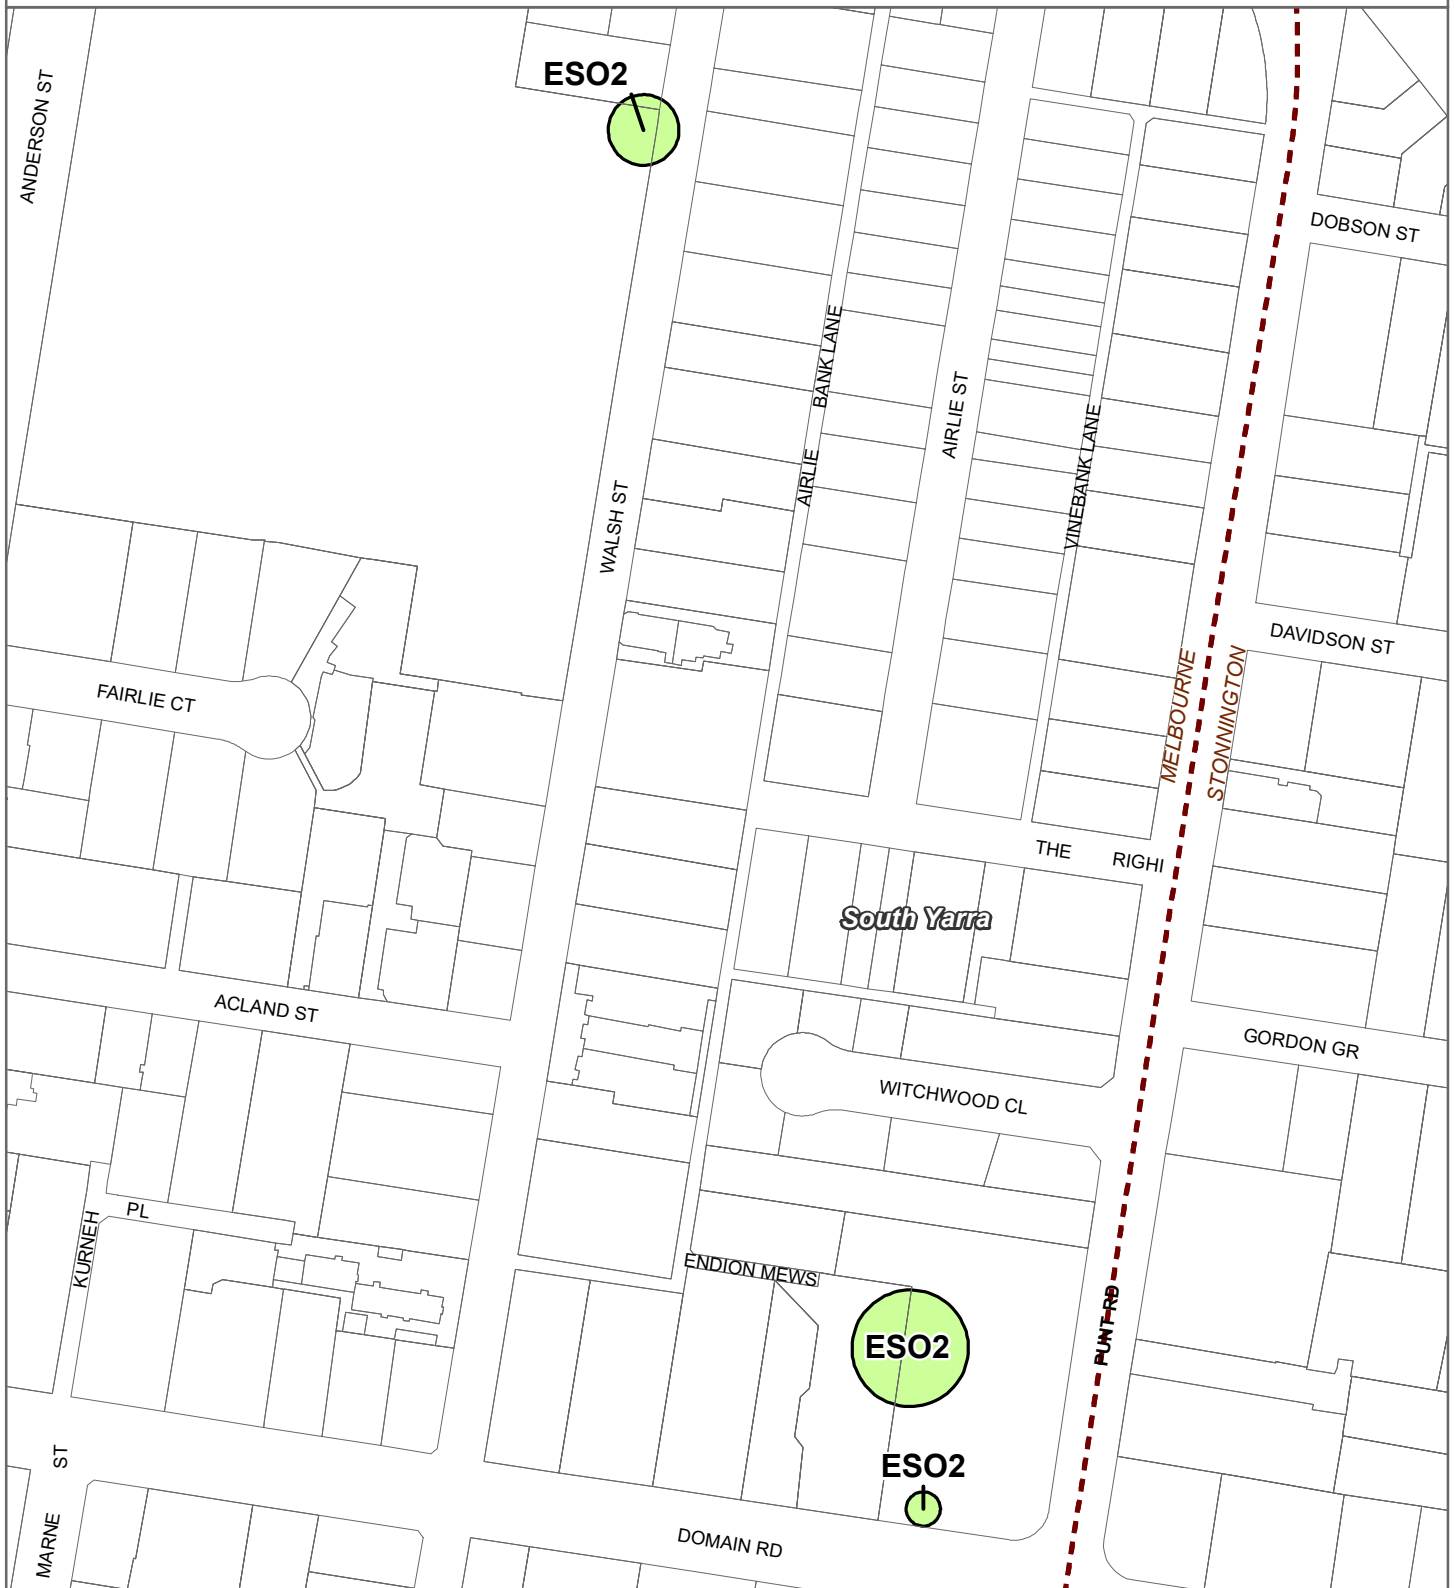 ESO2
ANDERSON ST
DOBSON ST
AIRLIE BANK LANE
AIRLIE ST
VINEBANK LANE
WALSH ST
DAVIDSON ST
FAIRLIE CT
MELBOURNE
STONNINGTON
THE RIGHI
South Yarra
ACLAND ST
GORDON GR
WITCHWOOD CL
KURNEH PL
ENDION MEWS
PUNT RD
ESO2
ESO2
MARNE ST
DOMAIN RD